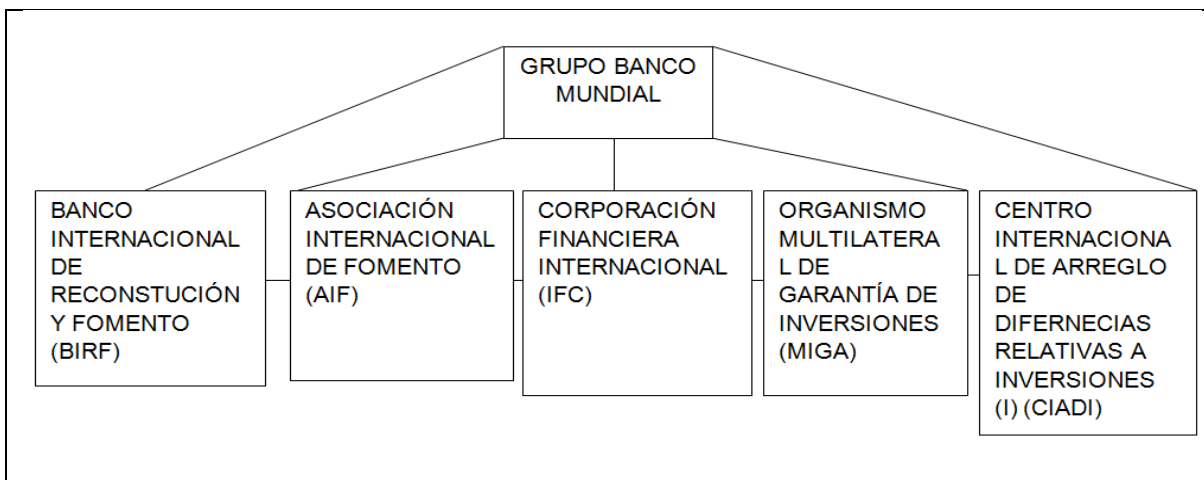 GRUPO BANCO
MUNDIAL
BANCO
INTERNACIONAL
DE
RECONSTUCIÓN
Y FOMENTO
(BIRF)
ASOCIACIÓN
INTERNACIONAL
DE FOMENTO
(AIF)
CORPORACIÓN
FINANCIERA
INTERNACIONAL
(IFC)
ORGANISMO
MULTILATERA
L DE
GARANTÍA DE
INVERSIONES
(MIGA)
CENTRO
INTERNACIONA
L DE ARREGLO
DE
DIFERNECIAS
RELATIVAS A
INVERSIONES
(I) (CIADI)